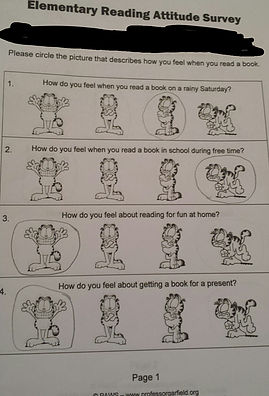 Elementary Reading Attitude Survey
Please circle the picture that describes how you feel when you read a book.
1. How do you feel when you read a book on a rainy Saturday?
2. How do you feel when you read a book in school during free time?
3. How do you feel about reading for fun at home?
4. How do you feel about getting a book for a present?
Page 1
© PAWS – www.professorgarfield.org